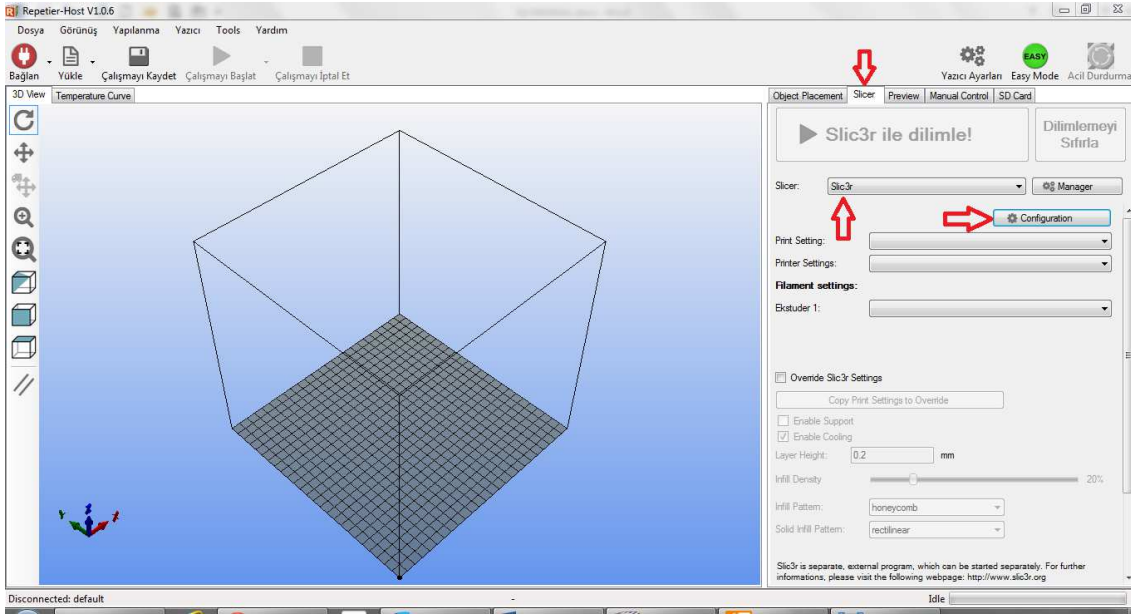 Repetier-Host V1.0.6
Dosya Görünüş Yapılanma Yazıcı Tools Yardım
Bağlan Yükle Çalışmayı Kaydet Çalışmayı Başlat Çalışmayı İptal Et Yazıcı Ayarları EASY Easy Mode Acil Durdurma
3D View Temperature Curve
Object Placement Slicer Preview Manual Control SD Card
Slic3r ile dilimle!
Dilimlemeyi
Sıfırla
Slicer: Slic3r Manager
Configuration
Print Setting:
Printer Settings:
Filament settings:
Ekstuder 1:
Override Slic3r Settings
Copy Print Settings to Override
Enable Support
Enable Cooling
Layer Height: 0.2 mm
Infill Density 20%
Infill Pattern: honeycomb
Solid Infill Pattern: rectilinear
Slic3r is separate, external program, which can be started separately. For further
informations, please visit the following webpage: http://www.slic3r.org
Disconnected: default - Idle